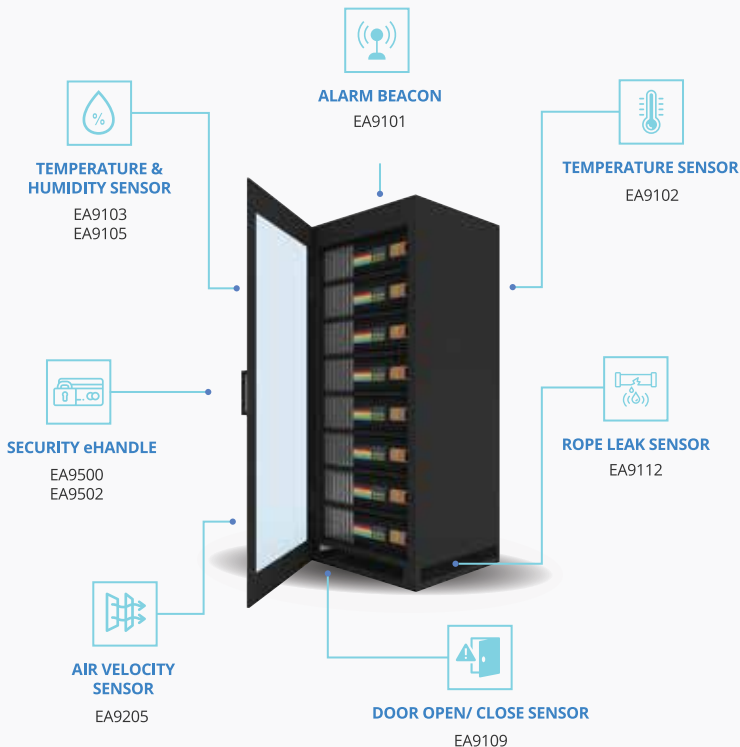 ALARM BEACON
EA9101
TEMPERATURE &
HUMIDITY SENSOR
EA9103
EA9105
TEMPERATURE SENSOR
EA9102
SECURITY eHANDLE
EA9500
EA9502
ROPE LEAK SENSOR
EA9112
AIR VELOCITY
SENSOR
EA9205
DOOR OPEN/ CLOSE SENSOR
EA9109
%